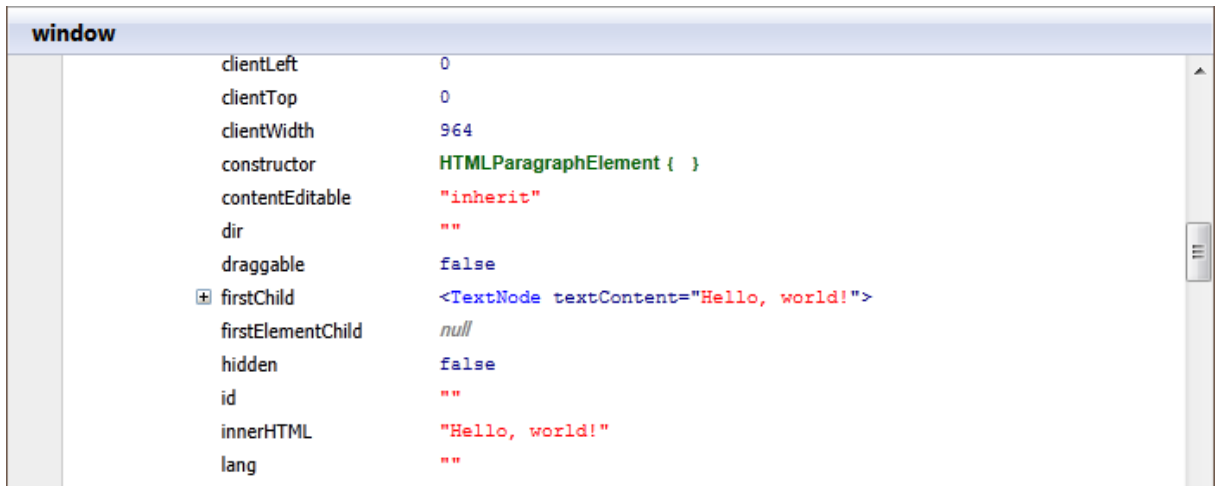 window
clientLeft 0
clientTop 0
clientWidth 964
constructor HTMLParagraphElement { }
contentEditable "inherit"
dir ""
draggable false
firstChild <TextNode textContent="Hello, world!">
firstElementChild null
hidden false
id ""
innerHTML "Hello, world!"
lang ""